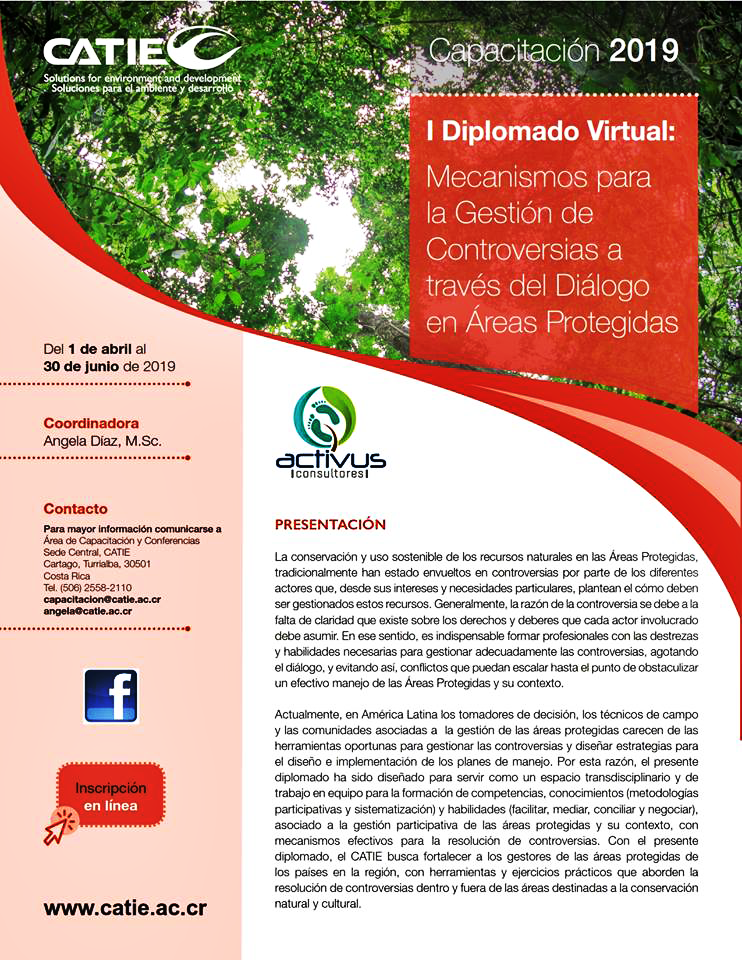 CATIE
Solutions for environment and development
Soluciones para el ambiente y desarrollo
Capacitación 2019
I Diplomado Virtual:
Mecanismos para
la Gestión de
Controversias a
través del Diálogo
en Áreas Protegidas
Del 1 de abril al
30 de junio de 2019
Coordinadora
Angela Díaz, M.Sc.
Contacto
Para mayor información comunicarse a
Área de Capacitación y Conferencias
Sede Central, CATIE
Cartago, Turrialba, 30501
Costa Rica
Tel. (506) 2558-2110
capacitacion@catie.ac.cr
angela@catie.ac.cr
f
Inscripción
en línea
www.catie.ac.cr
activus
consultores
PRESENTACIÓN
La conservación y uso sostenible de los recursos naturales en las Áreas Protegidas,
tradicionalmente han estado envueltos en controversias por parte de los diferentes
actores que, desde sus intereses y necesidades particulares, plantean el cómo deben
ser gestionados estos recursos. Generalmente, la razón de la controversia se debe a la
falta de claridad que existe sobre los derechos y deberes que cada actor involucrado
debe asumir. En ese sentido, es indispensable formar profesionales con las destrezas
y habilidades necesarias para gestionar adecuadamente las controversias, agotando
el diálogo, y evitando así, conflictos que puedan escalar hasta el punto de obstaculizar
un efectivo manejo de las Áreas Protegidas y su contexto.
Actualmente, en América Latina los tomadores de decisión, los técnicos de campo
y las comunidades asociadas a la gestión de las áreas protegidas carecen de las
herramientas oportunas para gestionar las controversias y diseñar estrategias para
el diseño e implementación de los planes de manejo. Por esta razón, el presente
diplomado ha sido diseñado para servir como un espacio transdisciplinario y de
trabajo en equipo para la formación de competencias, conocimientos (metodologías
participativas y sistematización) y habilidades (facilitar, mediar, conciliar y negociar),
asociado a la gestión participativa de las áreas protegidas y su contexto, con
mecanismos efectivos para la resolución de controversias. Con el presente
diplomado, el CATIE busca fortalecer a los gestores de las áreas protegidas de
los países en la región, con herramientas y ejercicios prácticos que aborden la
resolución de controversias dentro y fuera de las áreas destinadas a la conservación
natural y cultural.